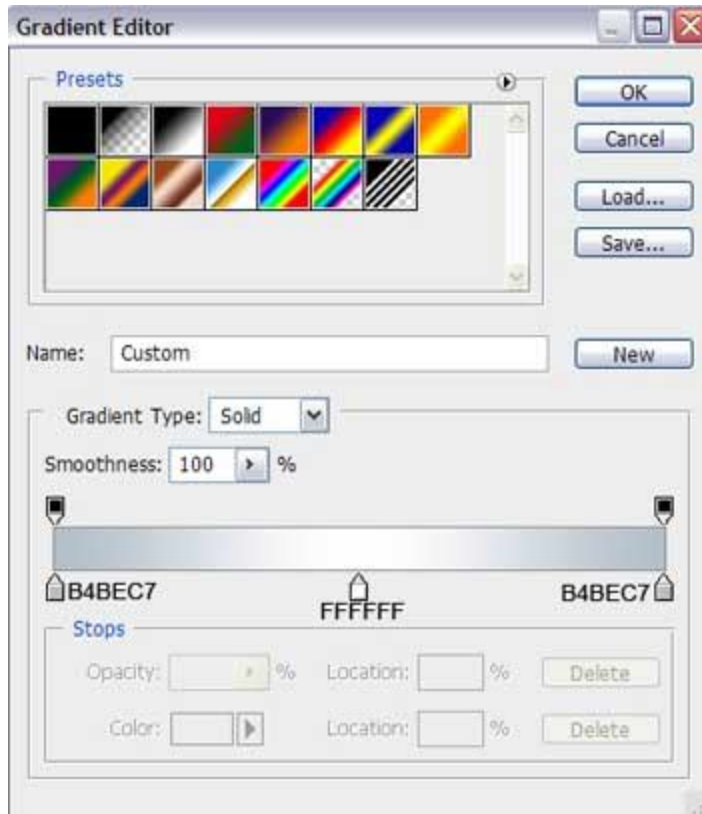 Gradient Editor
Presets
OK
Cancel
Load...
Save...
Name: Custom
New
Gradient Type: Solid
Smoothness: 100 %
B4BEC7
FFFFFF
B4BEC7
Stops
Opacity: % Location: % Delete
Color: Location: % Delete